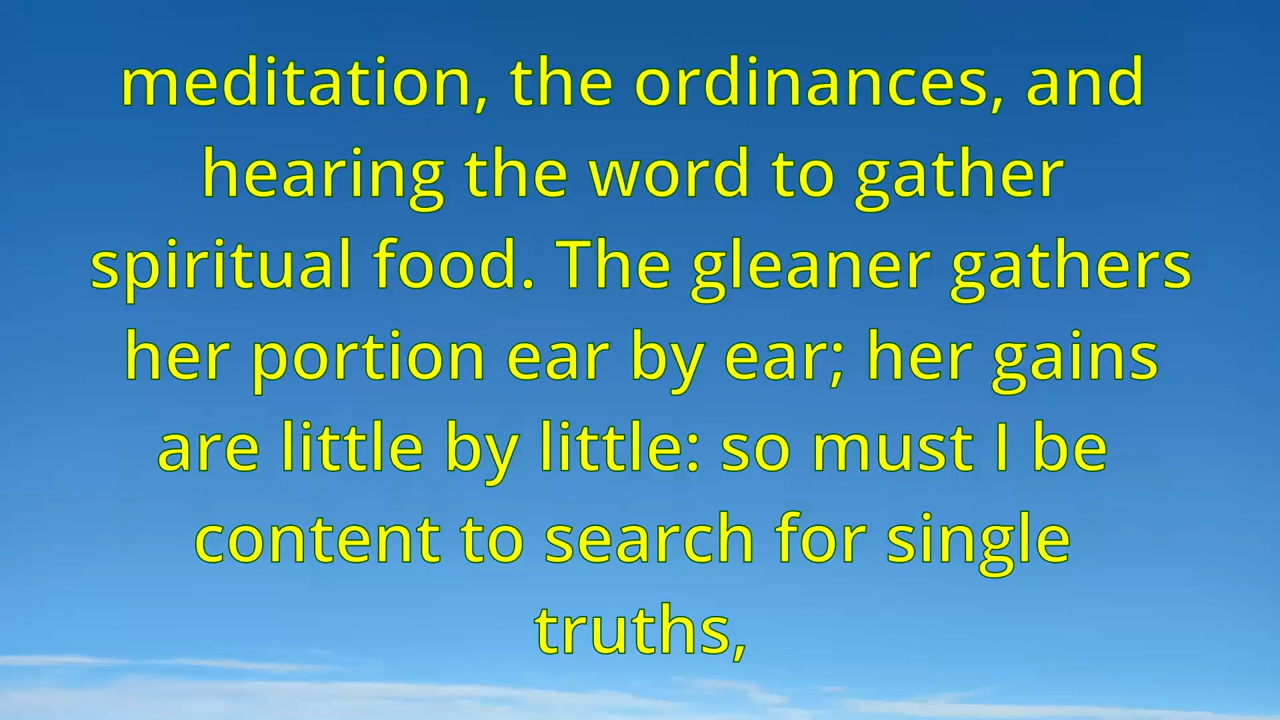 meditation, the ordinances, and
hearing the word to gather
spiritual food. The gleaner gathers
her portion ear by ear; her gains
are little by little: so must I be
content to search for single
truths,